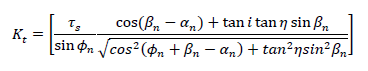 K_t = [ τ_s / sin ϕ_n · (cos(β_n − α_n) + tan i tan η sin β_n) / √(cos²(ϕ_n + β_n − α_n) + tan²η sin²β_n) ]